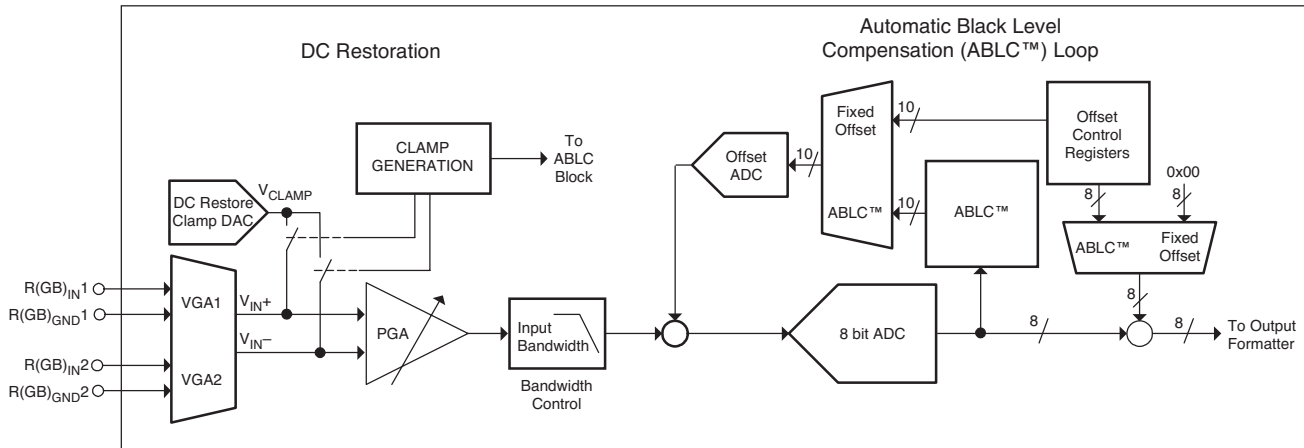 DC Restoration
Automatic Black Level
Compensation (ABLC™) Loop
CLAMP
GENERATION
To
ABLC
Block
DC Restore
Clamp DAC
VCLAMP
R(GB)IN1
R(GB)GND1
R(GB)IN2
R(GB)GND2
VGA1
VGA2
VIN+
VIN−
PGA
Input
Bandwidth
Bandwidth
Control
Offset
ADC
10
Fixed
Offset
ABLC™
10
10
ABLC™
Offset
Control
Registers
8
0x00
8
ABLC™
Fixed
Offset
8
8 bit ADC
8
8
To Output
Formatter